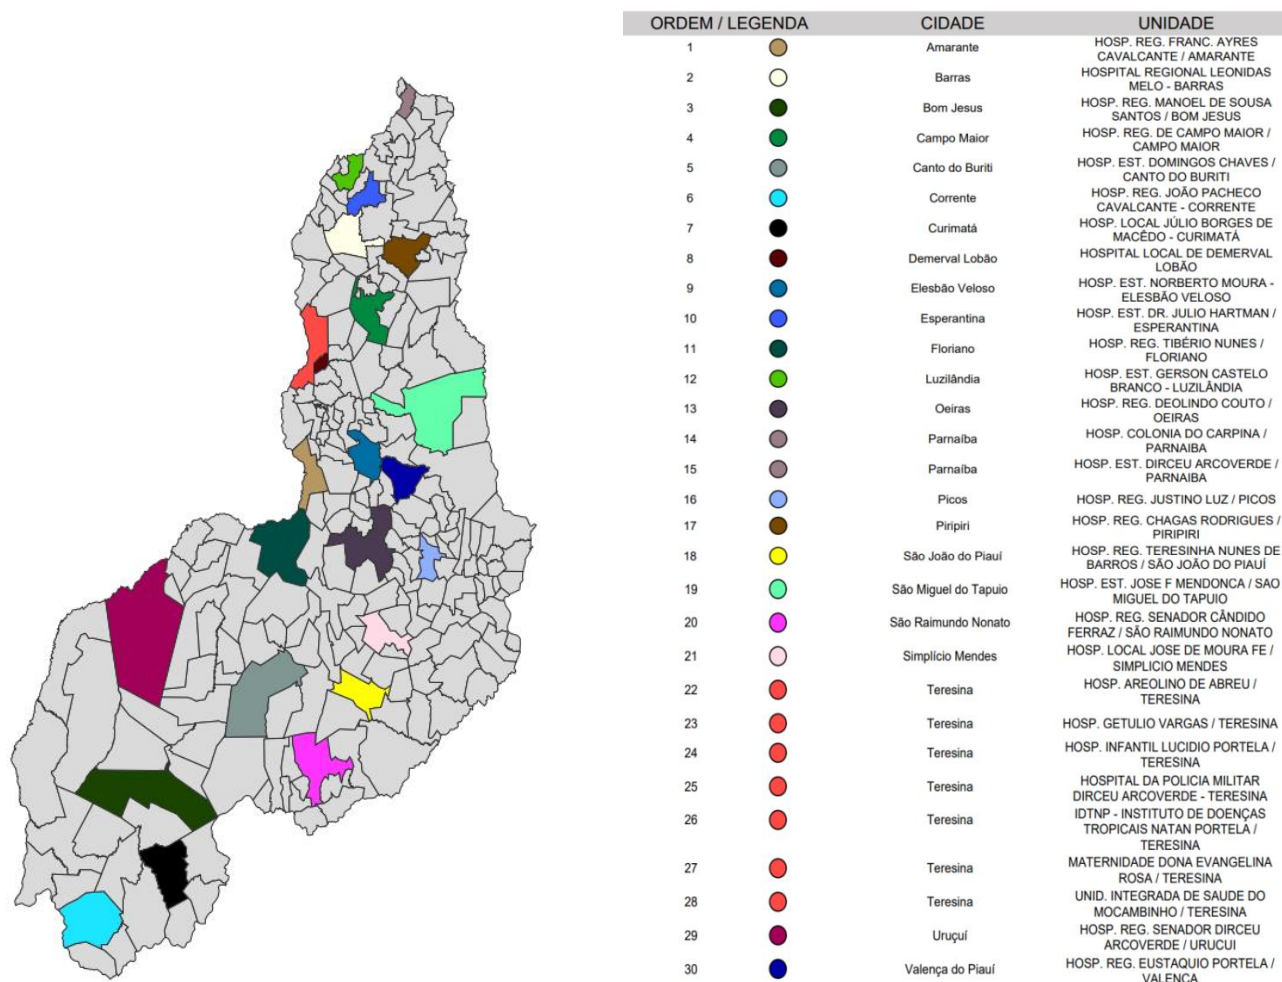 ORDEM / LEGENDA CIDADE UNIDADE
1 Amarante HOSP. REG. FRANC. AYRES
CAVALCANTE / AMARANTE
2 Barras HOSPITAL REGIONAL LEONIDAS
MELO - BARRAS
3 Bom Jesus HOSP. REG. MANOEL DE SOUSA
SANTOS / BOM JESUS
4 Campo Maior HOSP. REG. DE CAMPO MAIOR /
CAMPO MAIOR
5 Canto do Buriti HOSP. EST. DOMINGOS CHAVES /
CANTO DO BURITI
6 Corrente HOSP. REG. JOÃO PACHECO
CAVALCANTE - CORRENTE
7 Curimatá HOSP. LOCAL JÚLIO BORGES DE
MACÊDO - CURIMATÁ
8 Demerval Lobão HOSPITAL LOCAL DE DEMERVAL
LOBÃO
9 Elesbão Veloso HOSP. EST. NORBERTO MOURA -
ELESBÃO VELOSO
10 Esperantina HOSP. EST. DR. JULIO HARTMAN /
ESPERANTINA
11 Floriano HOSP. REG. TIBÉRIO NUNES /
FLORIANO
12 Luzilândia HOSP. EST. GERSON CASTELO
BRANCO - LUZILÂNDIA
13 Oeiras HOSP. REG. DEOLINDO COUTO /
OEIRAS
14 Parnaíba HOSP. COLONIA DO CARPINA /
PARNAIBA
15 Parnaíba HOSP. EST. DIRCEU ARCOVERDE /
PARNAIBA
16 Picos HOSP. REG. JUSTINO LUZ / PICOS
17 Piripiri HOSP. REG. CHAGAS RODRIGUES /
PIRIPIRI
18 São João do Piauí HOSP. REG. TERESINHA NUNES DE
BARROS / SÃO JOÃO DO PIAUÍ
19 São Miguel do Tapuio HOSP. EST. JOSE F MENDONCA / SAO
MIGUEL DO TAPUIO
20 São Raimundo Nonato HOSP. REG. SENADOR CÂNDIDO
FERRAZ / SÃO RAIMUNDO NONATO
21 Simplício Mendes HOSP. LOCAL JOSE DE MOURA FE /
SIMPLICIO MENDES
22 Teresina HOSP. AREOLINO DE ABREU /
TERESINA
23 Teresina HOSP. GETULIO VARGAS / TERESINA
24 Teresina HOSP. INFANTIL LUCIDIO PORTELA /
TERESINA
25 Teresina HOSPITAL DA POLICIA MILITAR
DIRCEU ARCOVERDE - TERESINA
26 Teresina IDTNP - INSTITUTO DE DOENÇAS
TROPICAIS NATAN PORTELA /
TERESINA
27 Teresina MATERNIDADE DONA EVANGELINA
ROSA / TERESINA
28 Teresina UNID. INTEGRADA DE SAUDE DO
MOCAMBINHO / TERESINA
29 Uruçuí HOSP. REG. SENADOR DIRCEU
ARCOVERDE / URUCUI
30 Valença do Piauí HOSP. REG. EUSTAQUIO PORTELA /
VALENCA